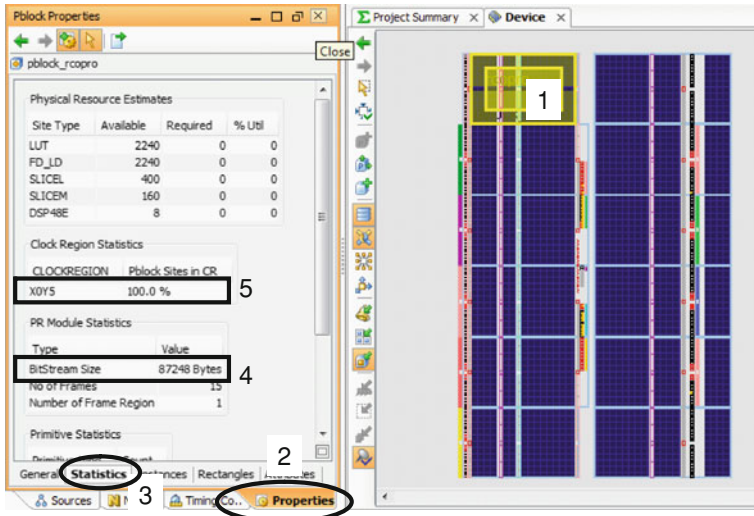 Pblock Properties
Close
pblock_rcopro
Physical Resource Estimates
Site Type Available Required % Util
LUT 2240 0 0
FD_LD 2240 0 0
SLICEL 400 0 0
SLICEM 160 0 0
DSP48E 8 0 0
Clock Region Statistics
CLOCKREGION Pblock Sites in CR
X0Y5 100.0 %
5
PR Module Statistics
Type Value
BitStream Size 87248 Bytes
4
No of Frames 15
Number of Frame Region 1
Primitive Statistics
2
General Statistics Rectangles
3
Sources Timing Co.. Properties
Project Summary Device
1